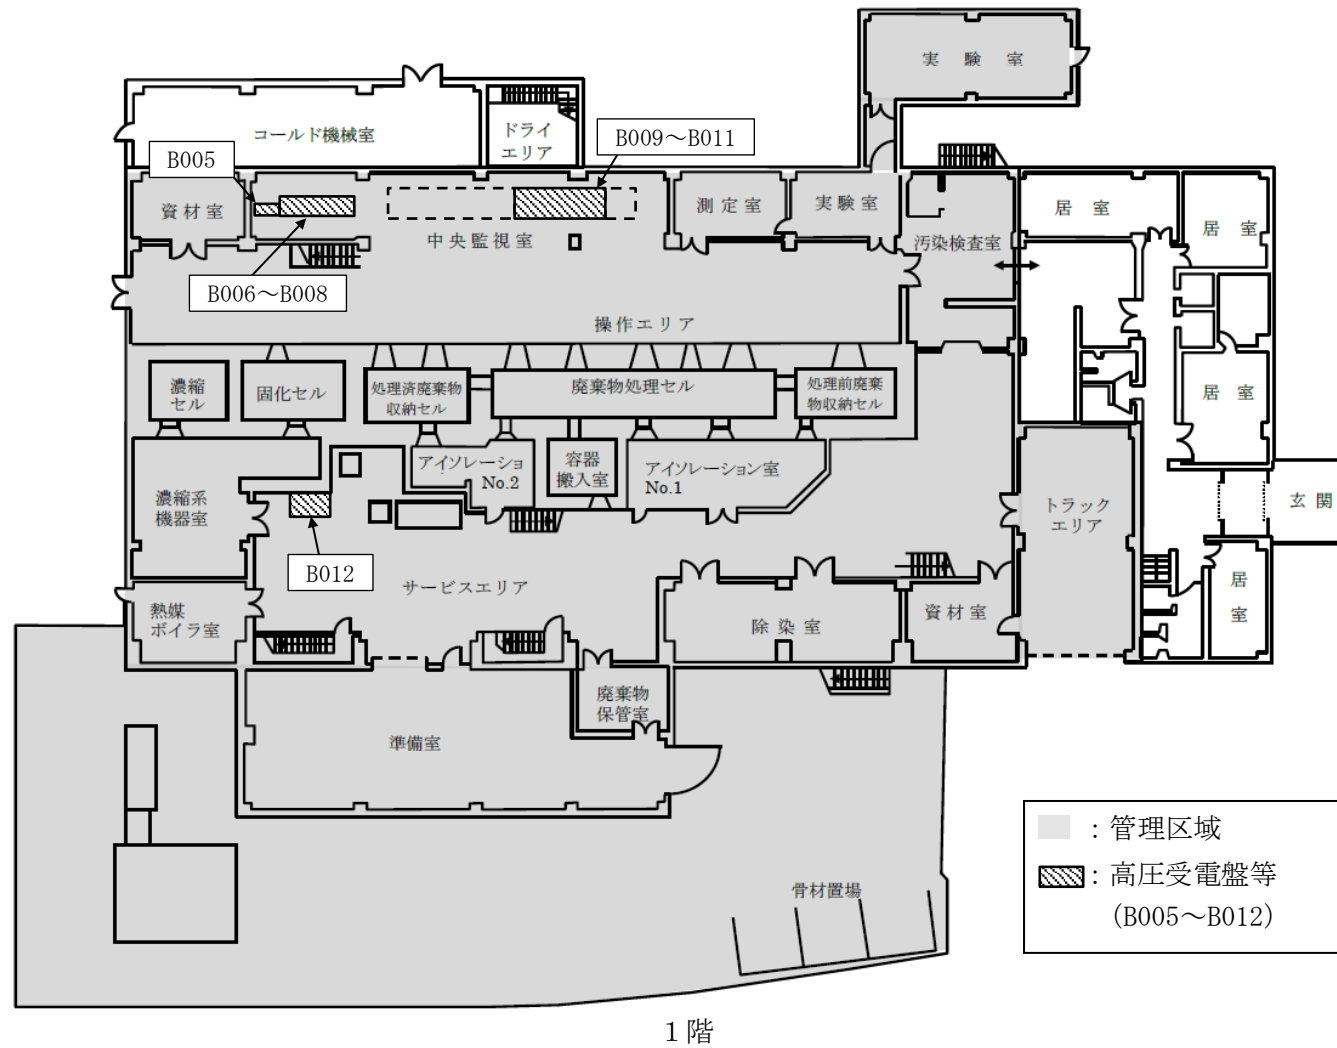 実験室
コールド機械室
ドライ
エリア
B009～B011
B005
資材室
中央監視室
測定室
実験室
汚染検査室
居室
居室
B006～B008
操作エリア
濃縮
セル
固化セル
処理済廃棄物
収納セル
廃棄物処理セル
処理前廃棄
物収納セル
居室
アイソレーショ
No.2
容器
搬入室
アイソレーション室
No.1
濃縮系
機器室
トラック
エリア
玄関
B012
サービスエリア
熱媒
ボイラ室
除染室
資材室
居
室
廃棄物
保管室
準備室
：管理区域
：高圧受電盤等
(B005～B012)
骨材置場
１階